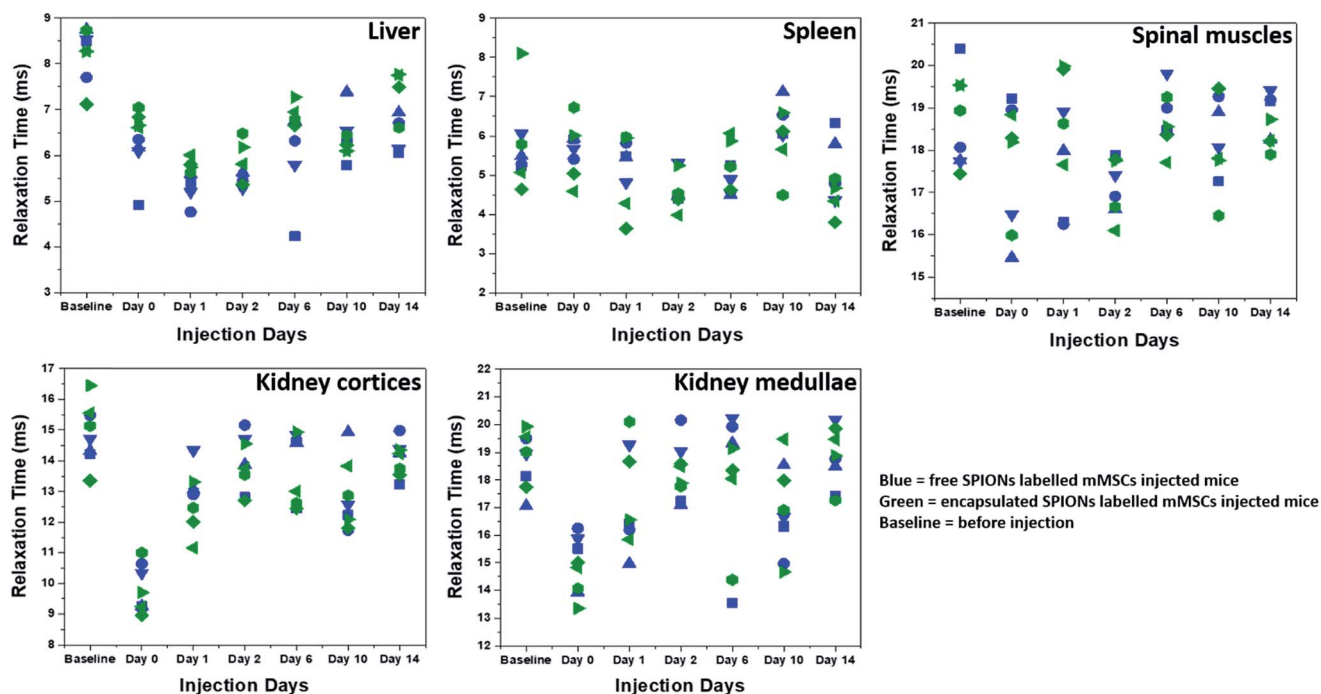 Liver
Relaxation Time (ms)
9
8
7
6
5
4
3
Baseline Day 0 Day 1 Day 2 Day 6 Day 10 Day 14
Injection Days
Spleen
Relaxation Time (ms)
9
8
7
6
5
4
3
2
Baseline Day 0 Day 1 Day 2 Day 6 Day 10 Day 14
Injection Days
Spinal muscles
Relaxation Time (ms)
21
20
19
18
17
16
15
Baseline Day 0 Day 1 Day 2 Day 6 Day 10 Day 14
Injection Days
Kidney cortices
Relaxation Time (ms)
17
16
15
14
13
12
11
10
9
8
Baseline Day 0 Day 1 Day 2 Day 6 Day 10 Day 14
Injection Days
Kidney medullae
Relaxation Time (ms)
22
21
20
19
18
17
16
15
14
13
12
Baseline Day 0 Day 1 Day 2 Day 6 Day 10 Day 14
Injection Days
Blue = free SPIONs labelled mMSCs injected mice
Green = encapsulated SPIONs labelled mMSCs injected mice
Baseline = before injection